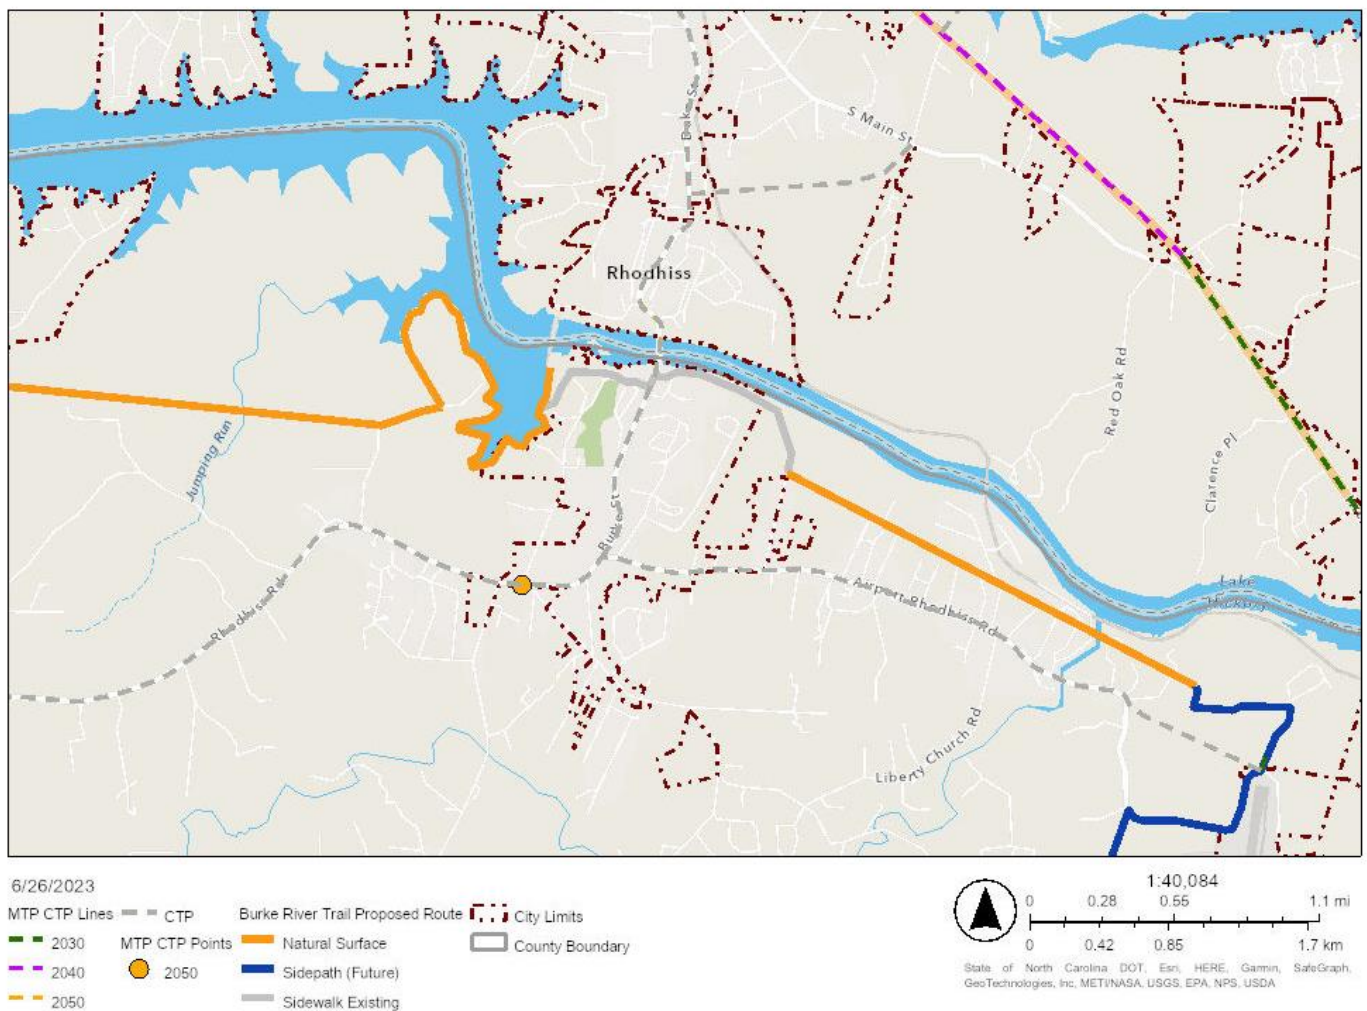 Oak St
S Main St
Rhodhiss
Red Oak Rd
Jumping Run
Clarence Pl
Burke St
Rhodhiss Rd
Airport-Rhodhiss Rd
Lake
Hickory
Liberty Church Rd
6/26/2023
MTP CTP Lines
2030
2040
2050
CTP
MTP CTP Points
2050
Burke River Trail Proposed Route
Natural Surface
Sidepath (Future)
Sidewalk Existing
City Limits
County Boundary
1:40,084
0 0.28 0.55 1.1 mi
0 0.42 0.85 1.7 km
State of North Carolina DOT, Esri, HERE, Garmin, SafeGraph,
GeoTechnologies, Inc, METI/NASA, USGS, EPA, NPS, USDA